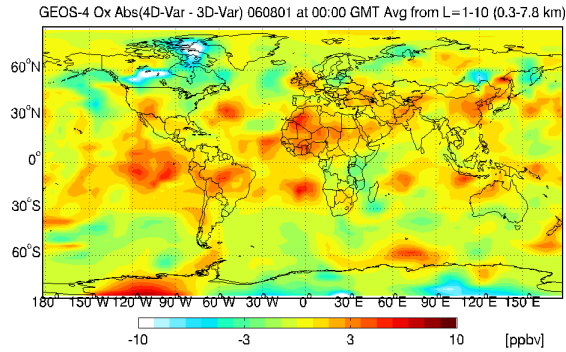 GEOS-4 Ox Abs(4D-Var - 3D-Var) 060801 at 00:00 GMT Avg from L=1-10 (0.3-7.8 km)
60°N
30°N
0°
30°S
60°S
180 150°W 120°W 90°W 60°W 30°W 0° 30°E 60°E 90°E 120°E 150°E
-10 -3 3 10 [ppbv]